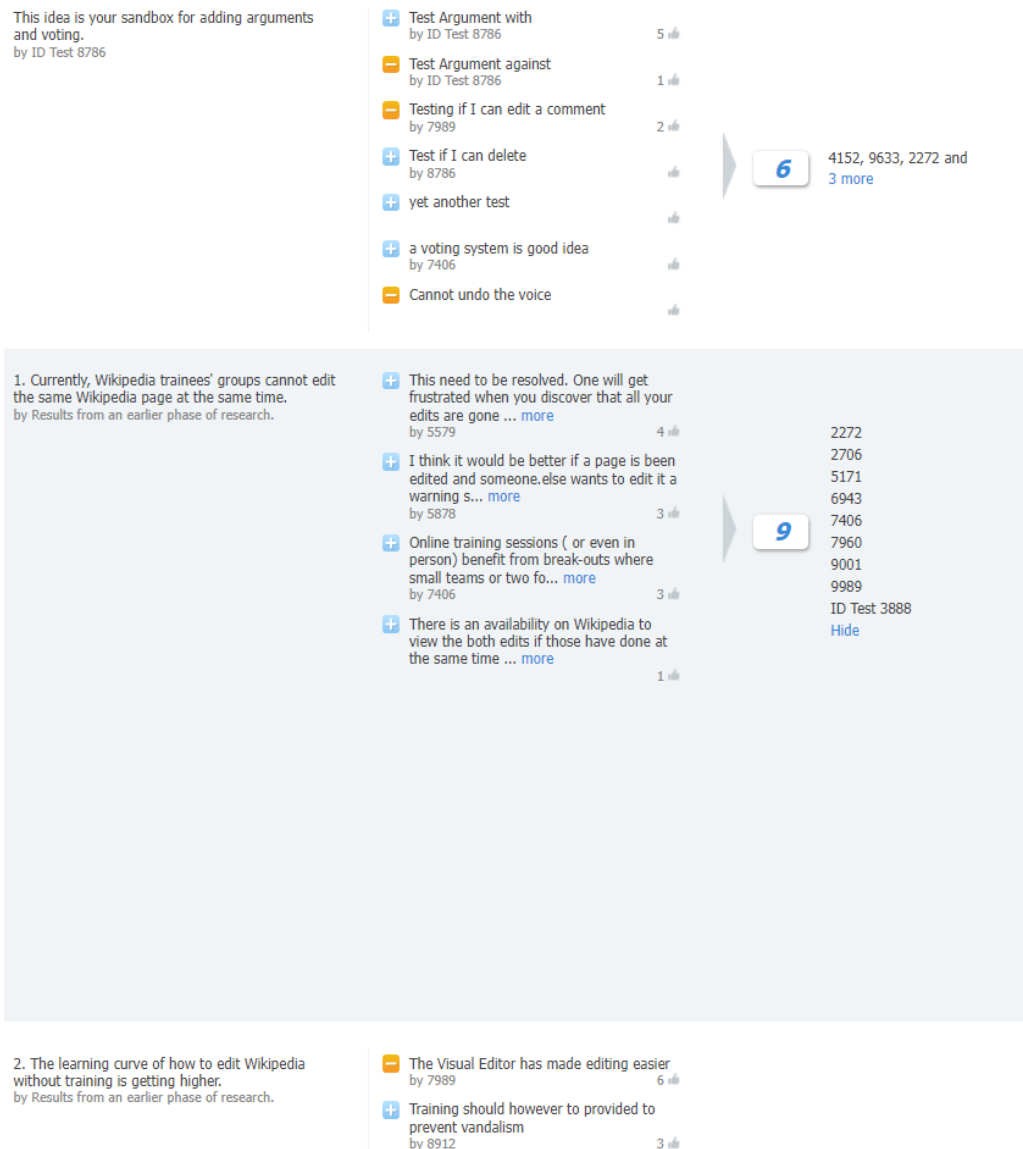 This idea is your sandbox for adding arguments
and voting.
by ID Test 8786
Test Argument with
by ID Test 8786
5
Test Argument against
by ID Test 8786
1
Testing if I can edit a comment
by 7989
2
Test if I can delete
by 8786
yet another test
a voting system is good idea
by 7406
Cannot undo the voice
6
4152, 9633, 2272 and
3 more
1. Currently, Wikipedia trainees' groups cannot edit
the same Wikipedia page at the same time.
by Results from an earlier phase of research.
This need to be resolved. One will get
frustrated when you discover that all your
edits are gone ... more
by 5579
4
I think it would be better if a page is been
edited and someone.else wants to edit it a
warning s... more
by 5878
3
Online training sessions ( or even in
person) benefit from break-outs where
small teams or two fo... more
by 7406
3
There is an availability on Wikipedia to
view the both edits if those have done at
the same time ... more
1
9
2272
2706
5171
6943
7406
7960
9001
9989
ID Test 3888
Hide
2. The learning curve of how to edit Wikipedia
without training is getting higher.
by Results from an earlier phase of research.
The Visual Editor has made editing easier
by 7989
6
Training should however to provided to
prevent vandalism
by 8912
3